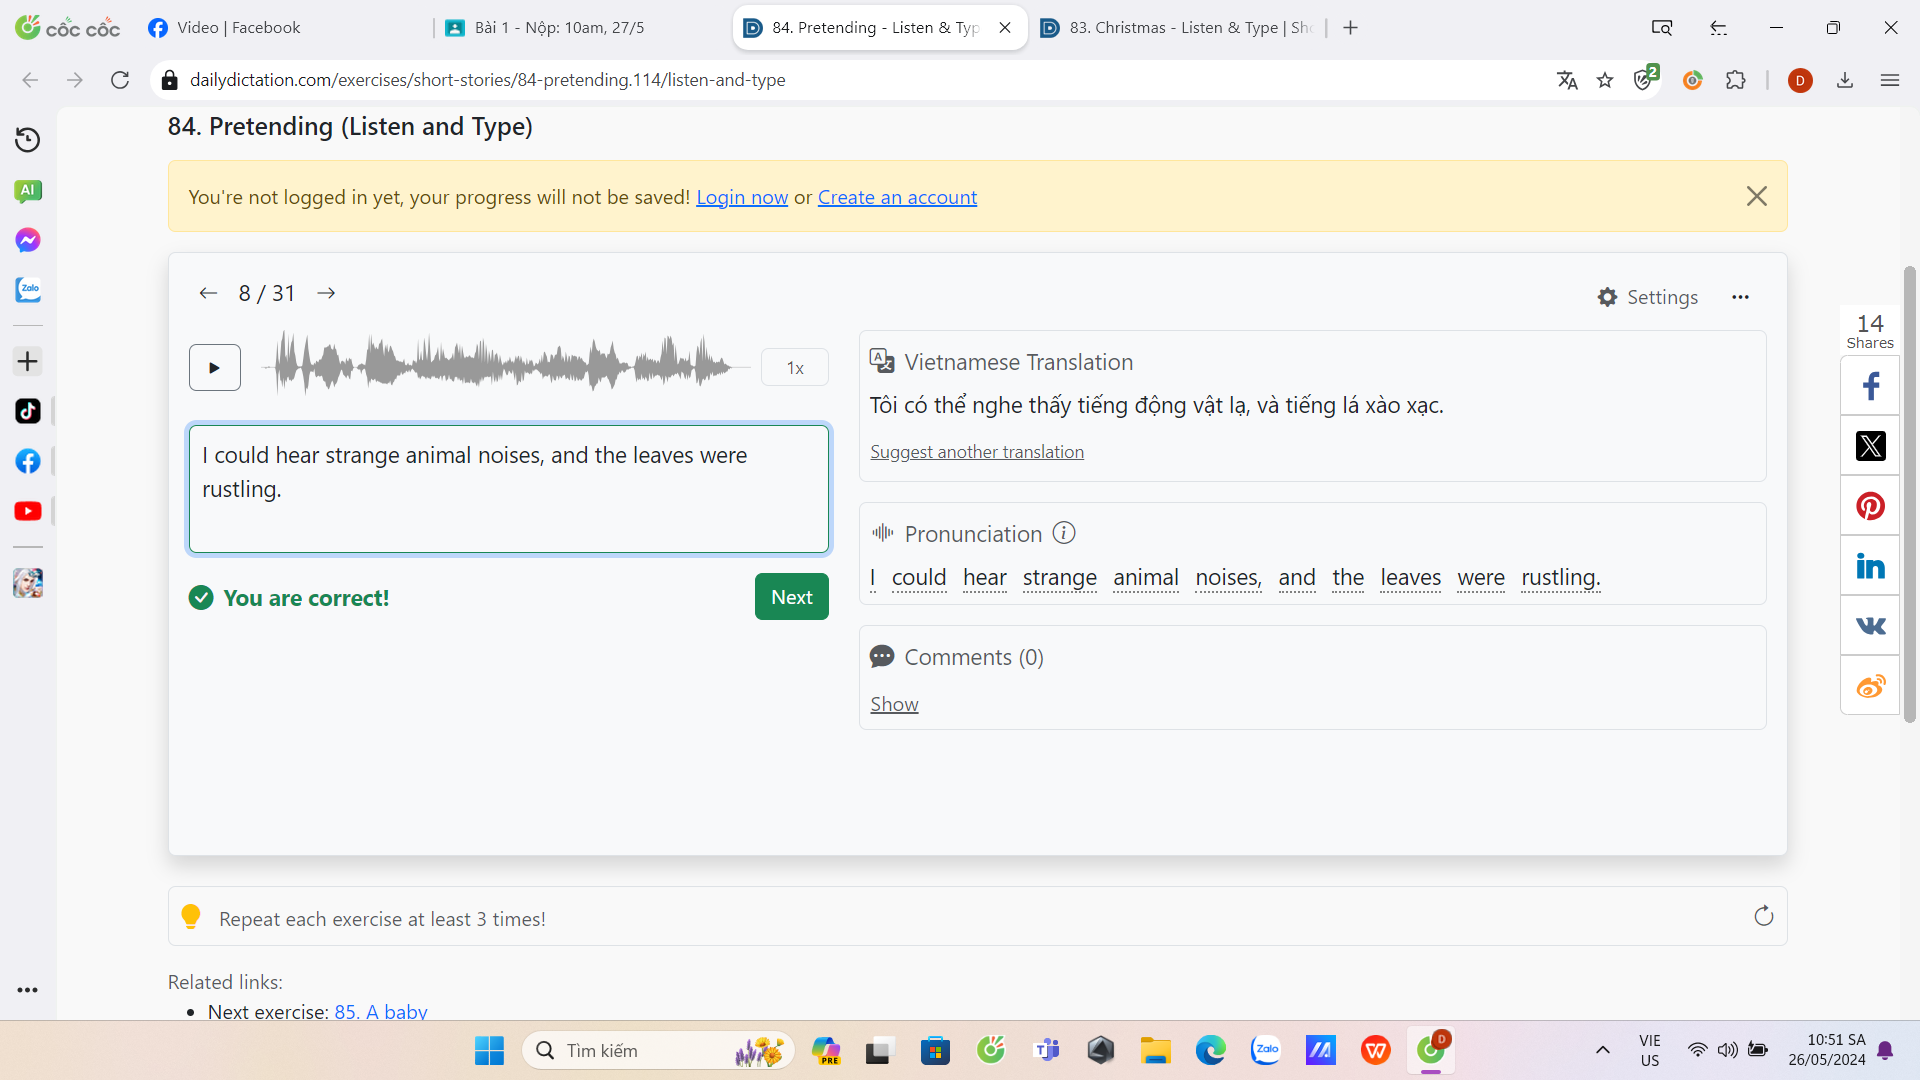 cốc cốc
Video | Facebook
Bài 1 - Nộp: 10am, 27/5
84. Pretending - Listen & Typ
83. Christmas - Listen & Type | Sho
dailydictation.com/exercises/short-stories/84-pretending.114/listen-and-type
2
D
84. Pretending (Listen and Type)
You're not logged in yet, your progress will not be saved! Login now or Create an account
8 / 31
Settings
1x
I could hear strange animal noises, and the leaves were
rustling.
You are correct!
Next
Vietnamese Translation
Tôi có thể nghe thấy tiếng động vật lạ, và tiếng lá xào xạc.
Suggest another translation
Pronunciation
I could hear strange animal noises, and the leaves were rustling.
Comments (0)
Show
14
Shares
AI
Zalo
Repeat each exercise at least 3 times!
Related links:
Next exercise: 85. A baby
Tìm kiếm
PRE
Zalo
D
VIE
US
10:51 SA
26/05/2024